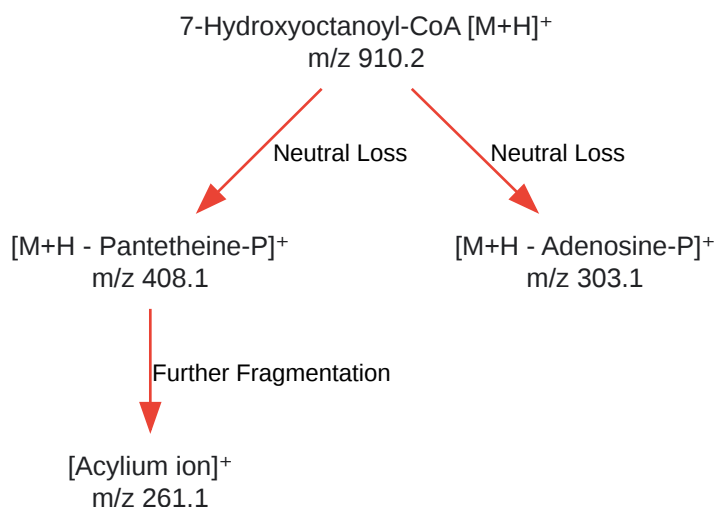 7-Hydroxyoctanoyl-CoA [M+H]⁺
m/z 910.2
Neutral Loss
Neutral Loss
[M+H - Pantetheine-P]⁺
m/z 408.1
[M+H - Adenosine-P]⁺
m/z 303.1
Further Fragmentation
[Acylium ion]⁺
m/z 261.1